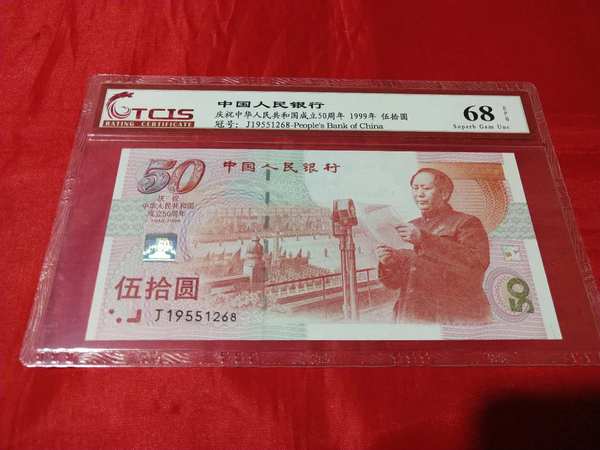 TCIS
RATING CERTIFICATE
中国人民银行
庆祝中华人民共和国成立50周年 1999年 伍拾圆
冠号: J19551268-People's Bank of China
68 EPQ
Superb Gem Unc
50
中国人民银行
庆祝
中华人民共和国
成立50周年
1949-1999
伍拾圆
J19551268
50